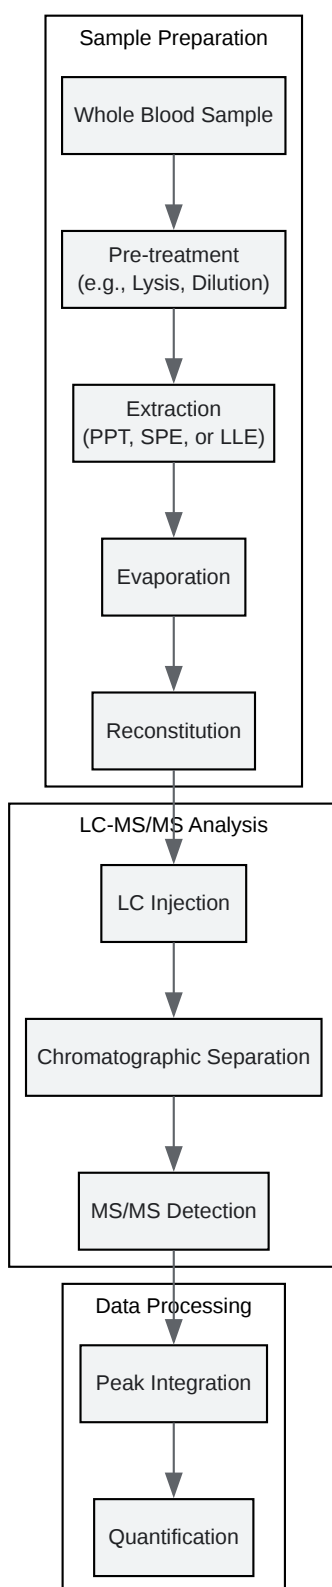 Sample Preparation
Whole Blood Sample
Pre-treatment
(e.g., Lysis, Dilution)
Extraction
(PPT, SPE, or LLE)
Evaporation
Reconstitution
LC-MS/MS Analysis
LC Injection
Chromatographic Separation
MS/MS Detection
Data Processing
Peak Integration
Quantification